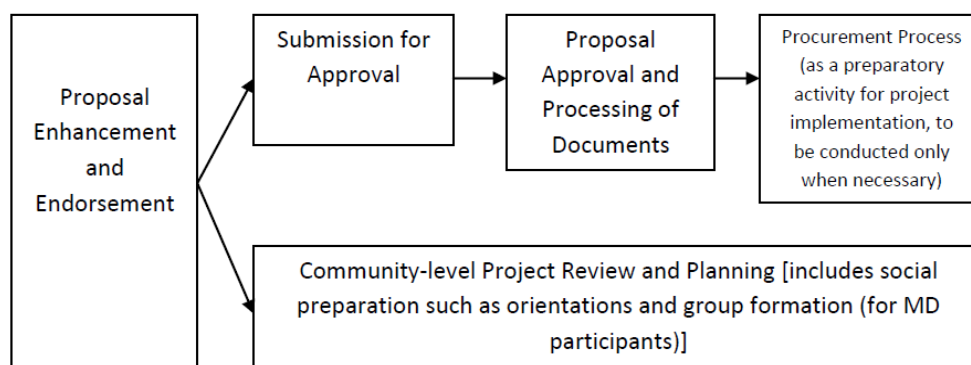 Proposal
Enhancement
and
Endorsement
Submission for
Approval
Proposal
Approval and
Processing of
Documents
Procurement Process
(as a preparatory
activity for project
implementation, to
be conducted only
when necessary)
Community-level Project Review and Planning [includes social
preparation such as orientations and group formation (for MD
participants)]